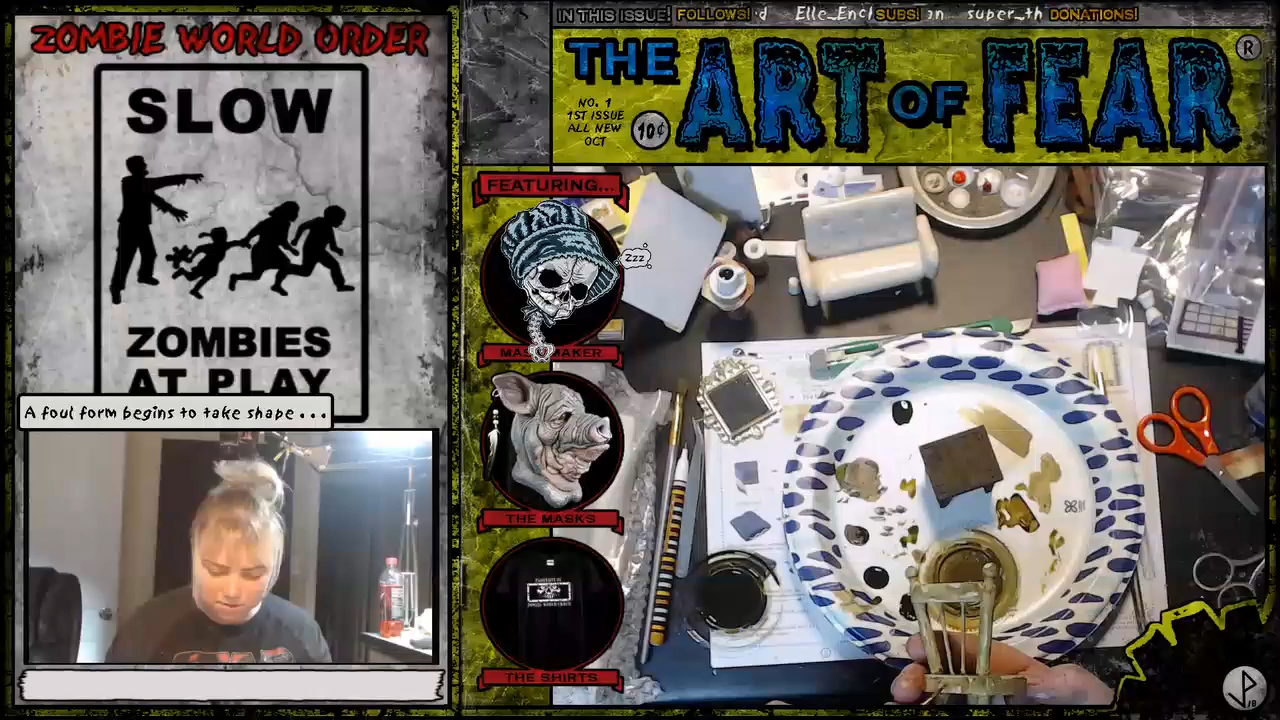 ZOMBIE WORLD ORDER
SLOW
ZOMBIES
AT PLAY
A foul form begins to take shape...
IN THIS ISSUE! FOLLOWS! d Elle_Encl SUBS! an super_th DONATIONS!
THE ART OF FEAR ®
NO. 1
1ST ISSUE
ALL NEW
OCT
10¢
FEATURING...
Zzz
MASK MAKER
THE MASKS
THE SHIRTS